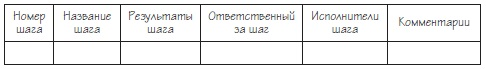 Номер шага
Название шага
Результаты шага
Ответственный за шаг
Исполнители шага
Комментарии